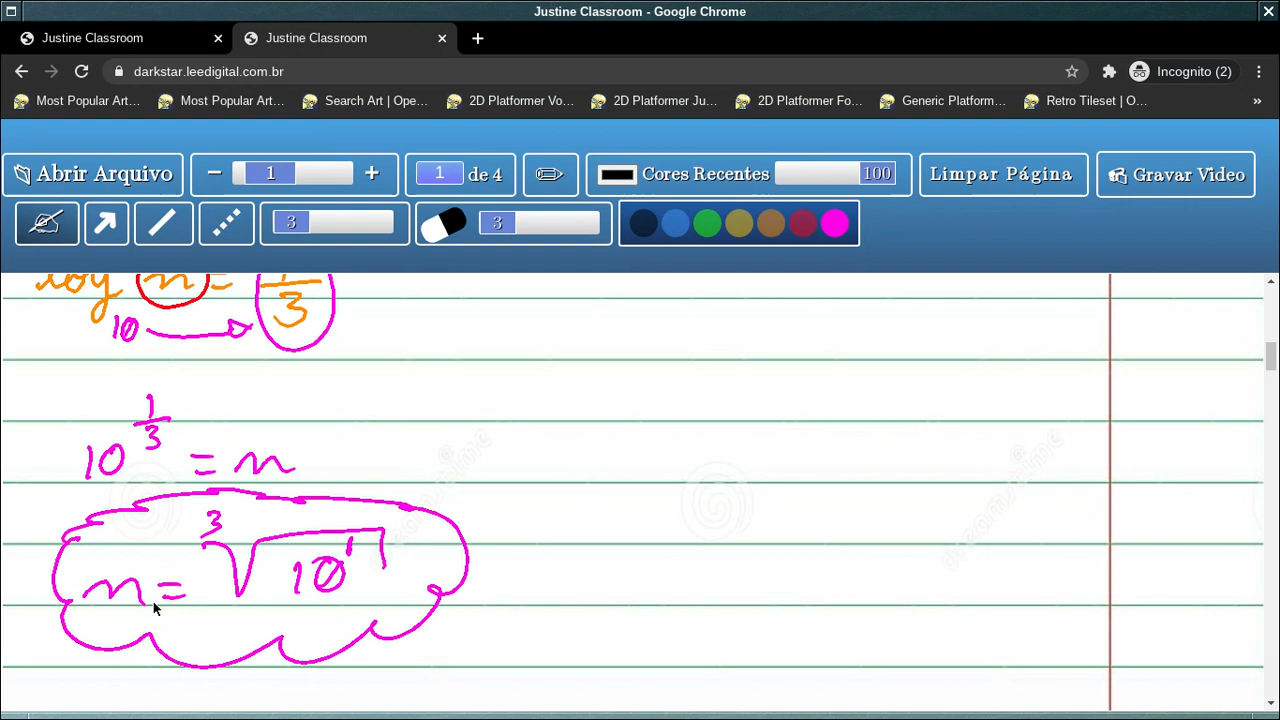 Justine Classroom - Google Chrome
Justine Classroom
Justine Classroom
darkstar.leedigital.com.br
Incognito (2)
Most Popular Art... Most Popular Art... Search Art | Ope... 2D Platformer Vo... 2D Platformer Ju... 2D Platformer Fo... Generic Platform... Retro Tileset | O... »
Abrir Arquivo − 1 + 1 de 4 Cores Recentes 100 Limpar Página Gravar Video
3 3
log n = 1/3
10
10^(1/3) = n
n = ∛10¹
dreamstime
dreamstime